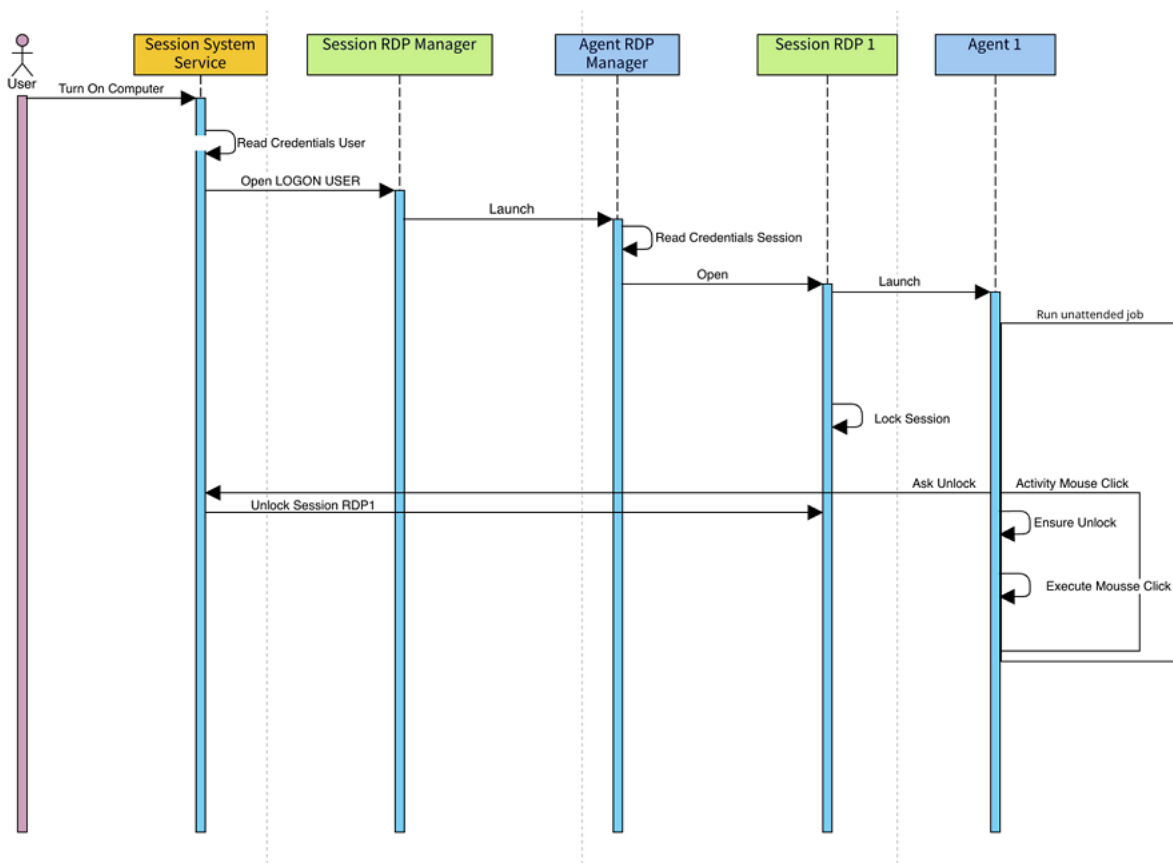 Session System
Service
Session RDP Manager
Agent RDP
Manager
Session RDP 1
Agent 1
User
Turn On Computer
Read Credentials User
Open LOGON USER
Launch
Read Credentials Session
Open
Launch
Run unattended job
Lock Session
Ask Unlock
Activity Mouse Click
Unlock Session RDP1
Ensure Unlock
Execute Mousse Click